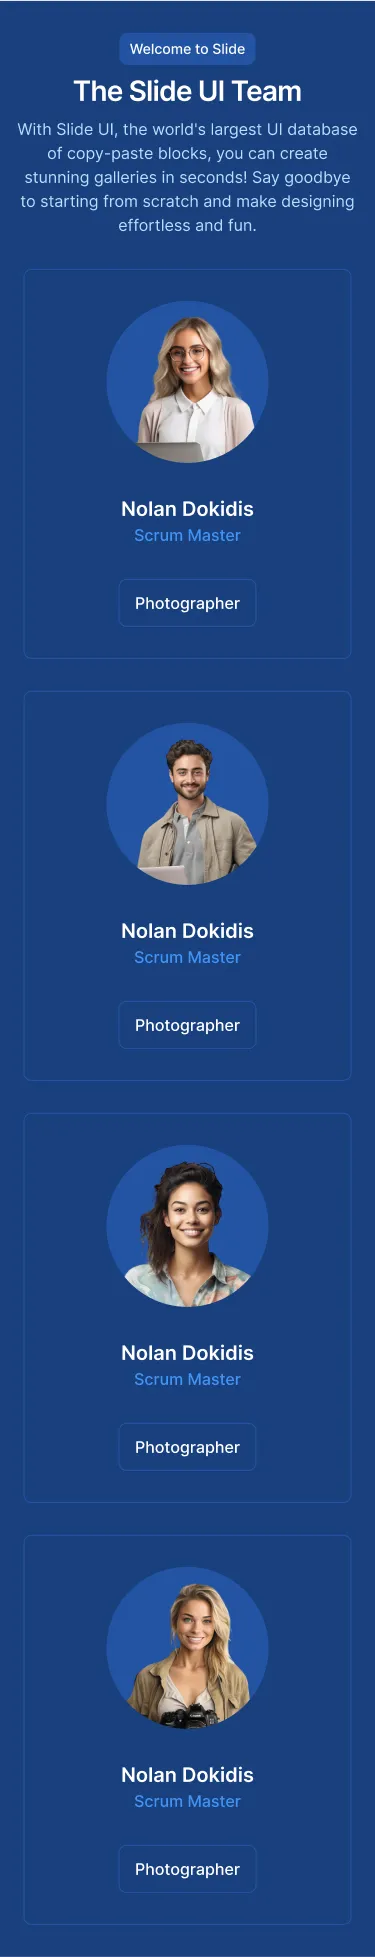 Welcome to Slide
The Slide UI Team
With Slide UI, the world's largest UI database
of copy-paste blocks, you can create
stunning galleries in seconds! Say goodbye
to starting from scratch and make designing
effortless and fun.
Nolan Dokidis
Scrum Master
Photographer
Nolan Dokidis
Scrum Master
Photographer
Nolan Dokidis
Scrum Master
Photographer
Nolan Dokidis
Scrum Master
Photographer